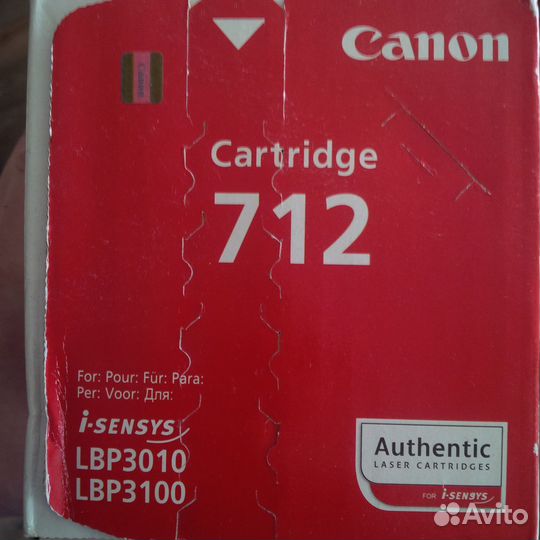 Canon
Canon
Cartridge
712
For: Pour: Für: Para:
Per: Voor: Для:
i-SENSYS
LBP3010
LBP3100
Authentic
LASER CARTRIDGES
FOR i-SENSYS
Avito